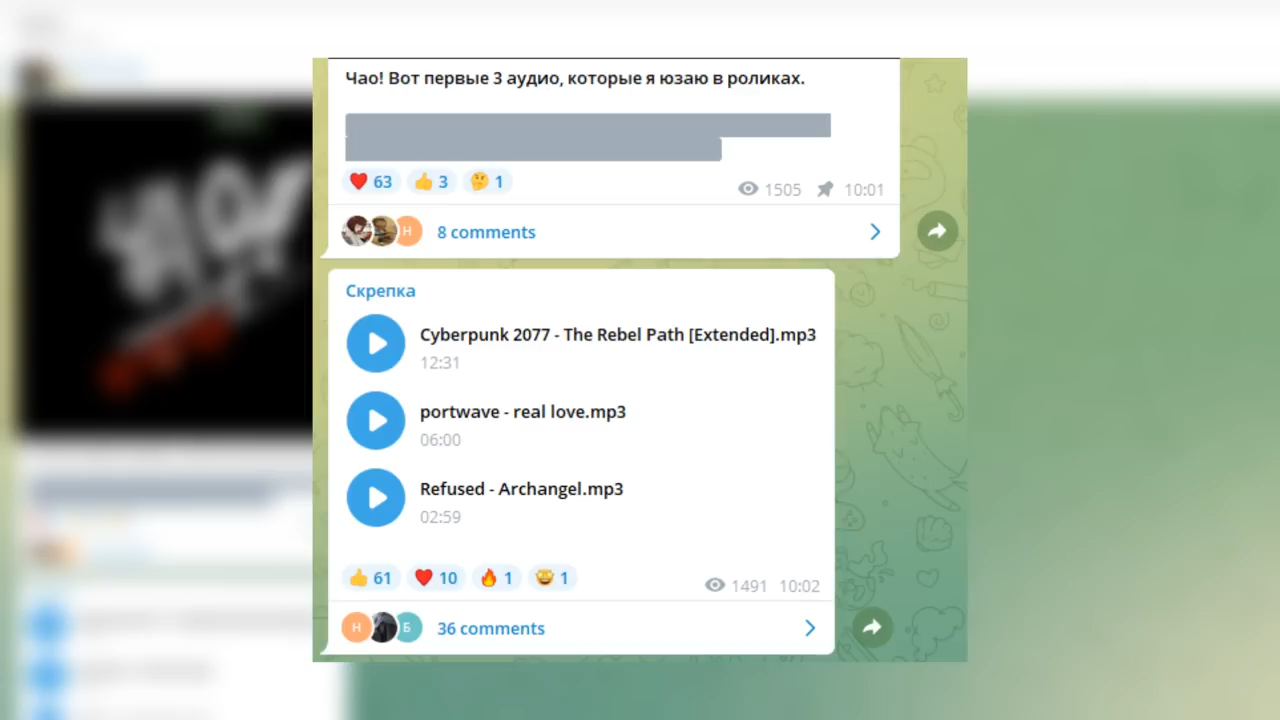 Чао! Вот первые 3 аудио, которые я юзаю в роликах.
❤️ 63 👍 3 🤔 1 1505 10:01
Н 8 comments
Скрепка
Cyberpunk 2077 - The Rebel Path [Extended].mp3
12:31
portwave - real love.mp3
06:00
Refused - Archangel.mp3
02:59
👍 61 ❤️ 10 🔥 1 🤩 1 1491 10:02
Н Б 36 comments